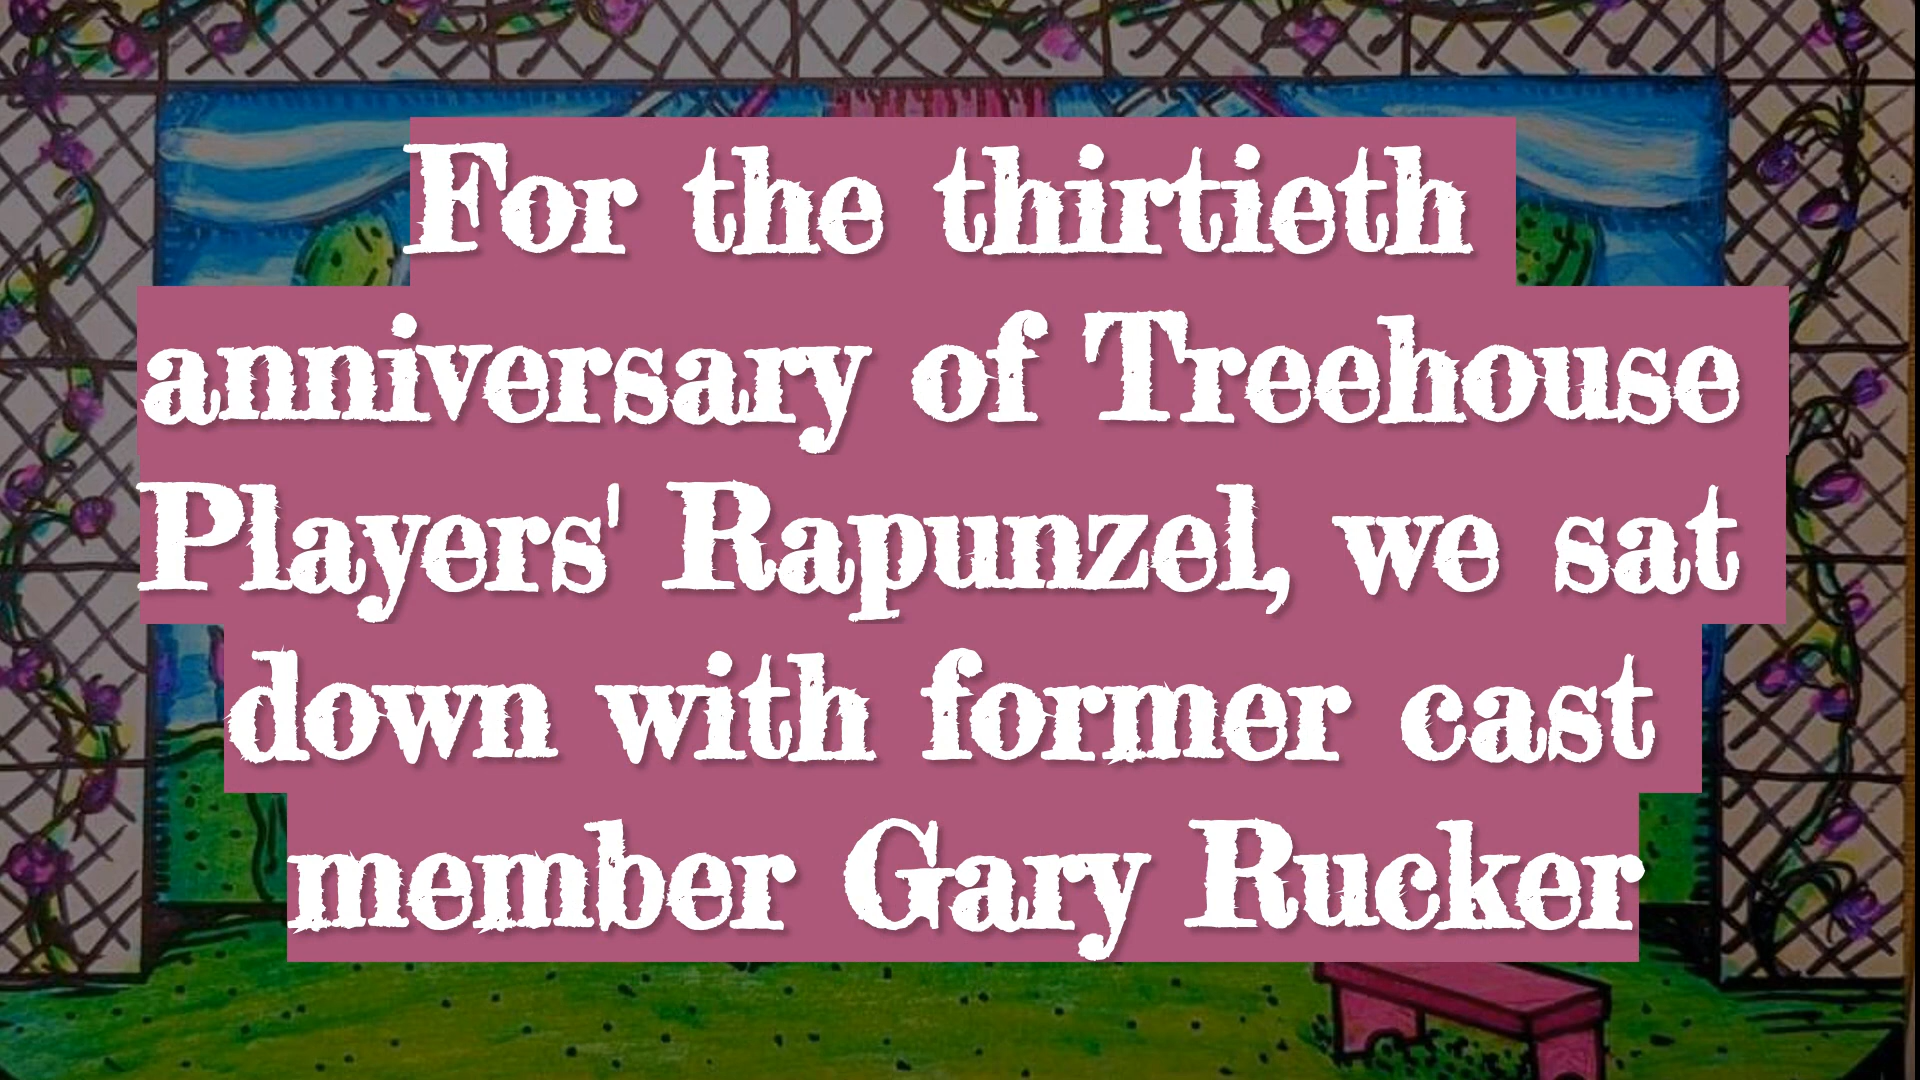 For the thirtieth
anniversary of Treehouse
Players' Rapunzel, we sat
down with former cast
member Gary Rucker